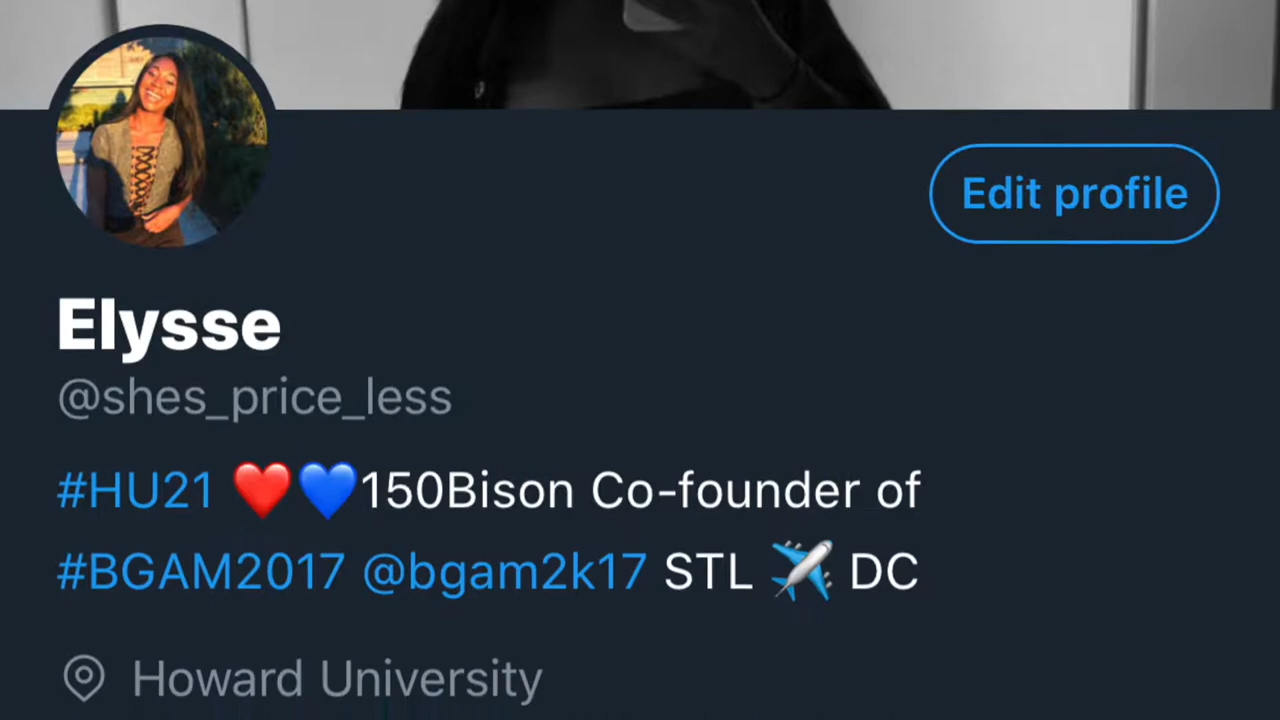 Edit profile
Elysse
@shes_price_less
#HU21 ❤️💙150Bison Co-founder of
#BGAM2017 @bgam2k17 STL ✈️ DC
Howard University